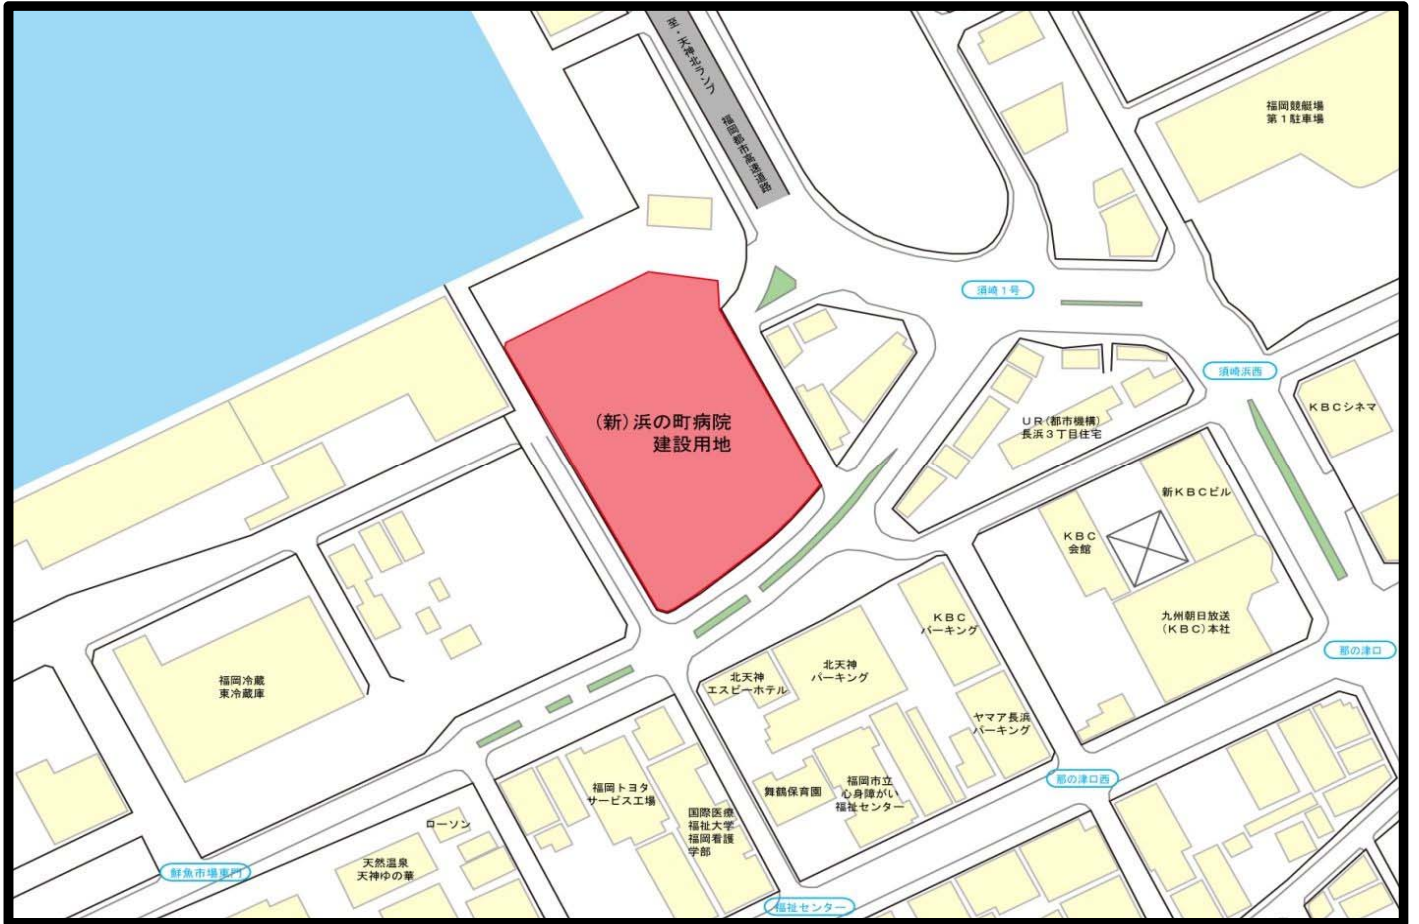 至・天神北ランプ 福岡都市高速道路
福岡競艇場
第1駐車場
須崎1号
須崎浜西
KBCシネマ
(新)浜の町病院
建設用地
UR(都市機構)
長浜3丁目住宅
新KBCビル
KBC
会館
九州朝日放送
(KBC)本社
那の津口
KBC
パーキング
北天神
パーキング
北天神
エスピーホテル
福岡冷蔵
東冷蔵庫
ヤマア長浜
パーキング
那の津口西
福岡トヨタ
サービス工場
舞鶴保育園
福岡市立
心身障がい
福祉センター
国際医療
福祉大学
福岡看護
学部
ローソン
天然温泉
天神ゆの華
鮮魚市場東門
福祉センター